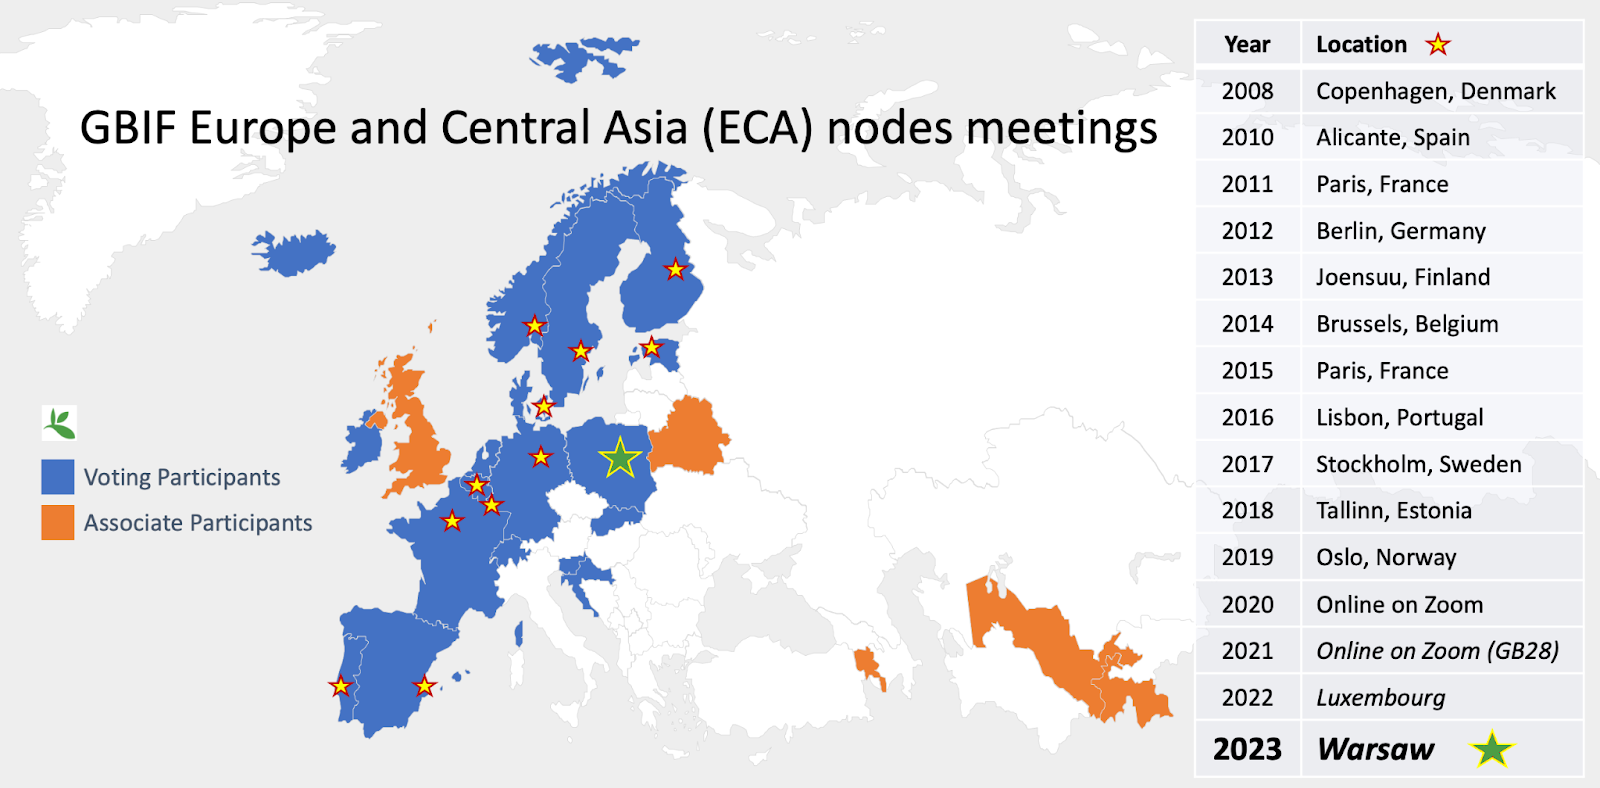 GBIF Europe and Central Asia (ECA) nodes meetings
Voting Participants
Associate Participants
Year Location
2008 Copenhagen, Denmark
2010 Alicante, Spain
2011 Paris, France
2012 Berlin, Germany
2013 Joensuu, Finland
2014 Brussels, Belgium
2015 Paris, France
2016 Lisbon, Portugal
2017 Stockholm, Sweden
2018 Tallinn, Estonia
2019 Oslo, Norway
2020 Online on Zoom
2021 Online on Zoom (GB28)
2022 Luxembourg
2023 Warsaw